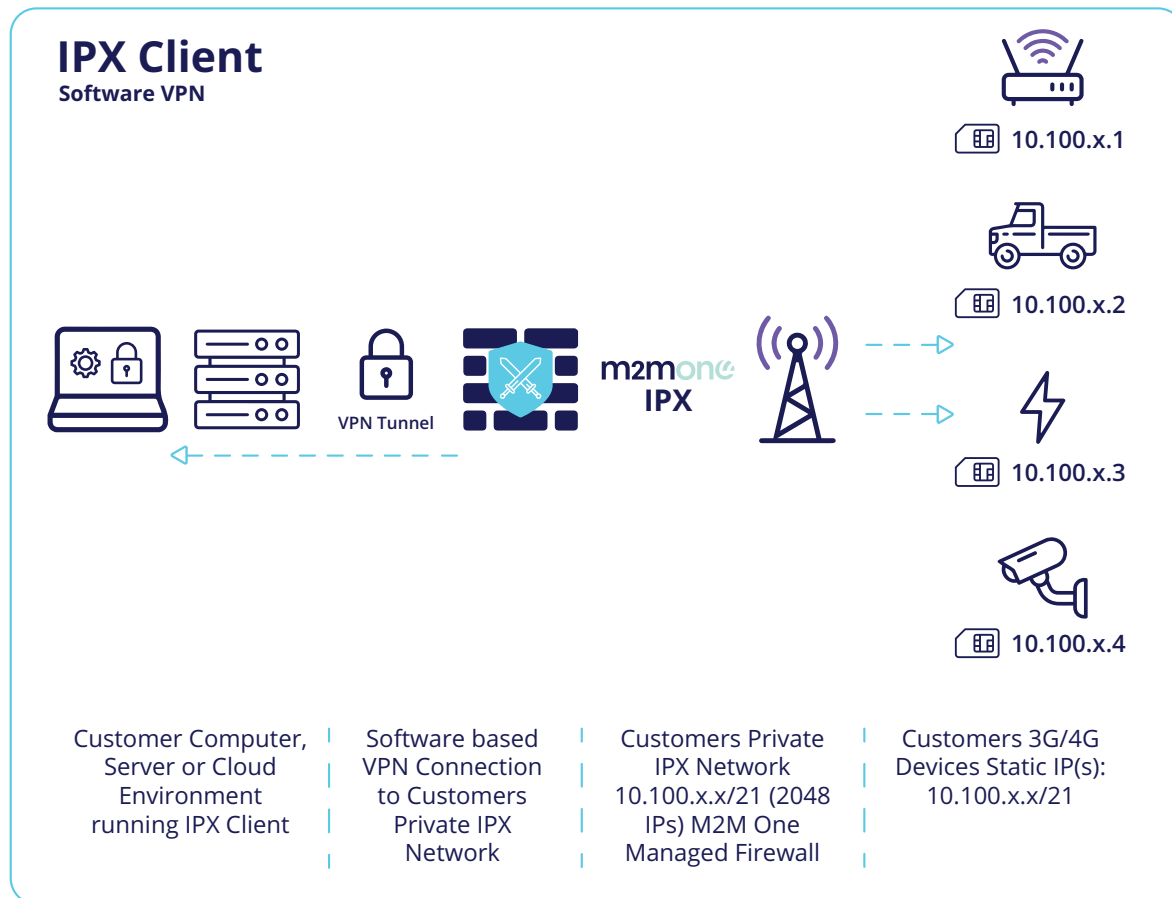 IPX Client
Software VPN
10.100.x.1
10.100.x.2
VPN Tunnel
m2mone
IPX
10.100.x.3
10.100.x.4
Customer Computer,
Server or Cloud
Environment
running IPX Client
Software based
VPN Connection
to Customers
Private IPX
Network
Customers Private
IPX Network
10.100.x.x/21 (2048
IPs) M2M One
Managed Firewall
Customers 3G/4G
Devices Static IP(s):
10.100.x.x/21